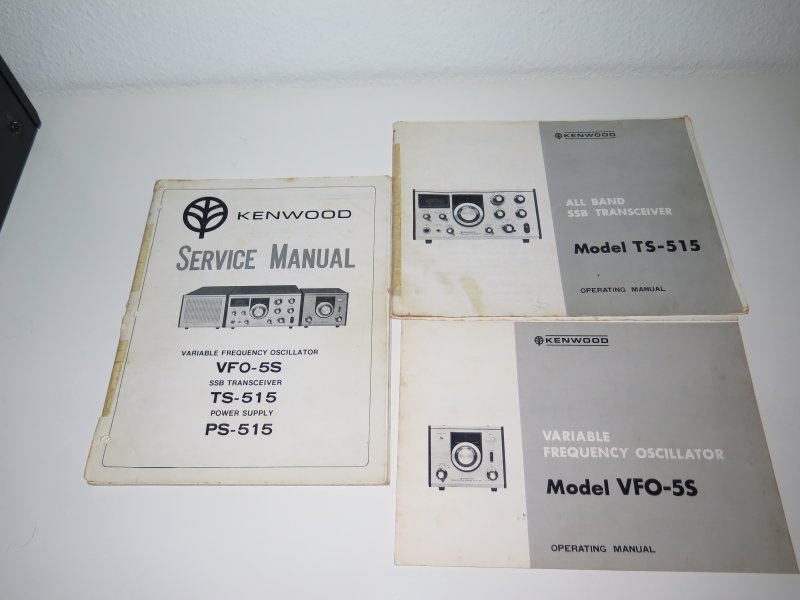 KENWOOD
SERVICE MANUAL
VARIABLE FREQUENCY OSCILLATOR
VFO-5S
SSB TRANSCEIVER
TS-515
POWER SUPPLY
PS-515
KENWOOD
ALL BAND
SSB TRANSCEIVER
Model TS-515
OPERATING MANUAL
KENWOOD
VARIABLE
FREQUENCY OSCILLATOR
Model VFO-5S
OPERATING MANUAL